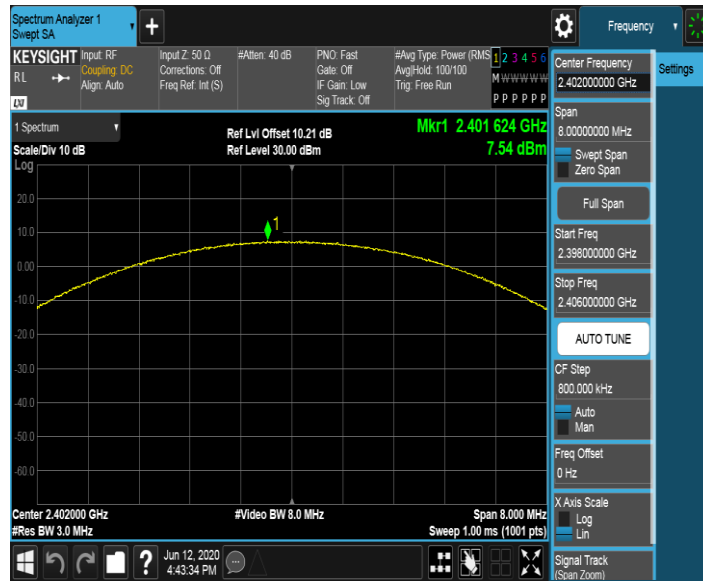 Spectrum Analyzer 1
Swept SA
+
Frequency
KEYSIGHT
RL
LXI
Input: RF
Coupling: DC
Align: Auto
Input Z: 50 Ω
Corrections: Off
Freq Ref: Int (S)
#Atten: 40 dB
PNO: Fast
Gate: Off
IF Gain: Low
Sig Track: Off
#Avg Type: Power (RMS
Avg|Hold: 100/100
Trig: Free Run
1 2 3 4 5 6
M W W W W W
P P P P P P
1 Spectrum
Scale/Div 10 dB
Log
Ref Lvl Offset 10.21 dB
Ref Level 30.00 dBm
Mkr1 2.401 624 GHz
7.54 dBm
20.0
10.0
0.00
-10.0
-20.0
-30.0
-40.0
-50.0
-60.0
1
Center 2.402000 GHz
#Res BW 3.0 MHz
#Video BW 8.0 MHz
Span 8.000 MHz
Sweep 1.00 ms (1001 pts)
?
Jun 12, 2020
4:43:34 PM
Center Frequency
2.402000000 GHz
Settings
Span
8.00000000 MHz
Swept Span
Zero Span
Full Span
Start Freq
2.398000000 GHz
Stop Freq
2.406000000 GHz
AUTO TUNE
CF Step
800.000 kHz
Auto
Man
Freq Offset
0 Hz
X Axis Scale
Log
Lin
Signal Track
(Span Zoom)